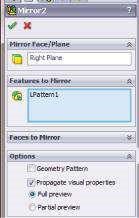 Mirror2
?
Mirror Face/Plane
Right Plane
Features to Mirror
LPattern1
Faces to Mirror
Options
Geometry Pattern
Propagate visual properties
Full preview
Partial preview